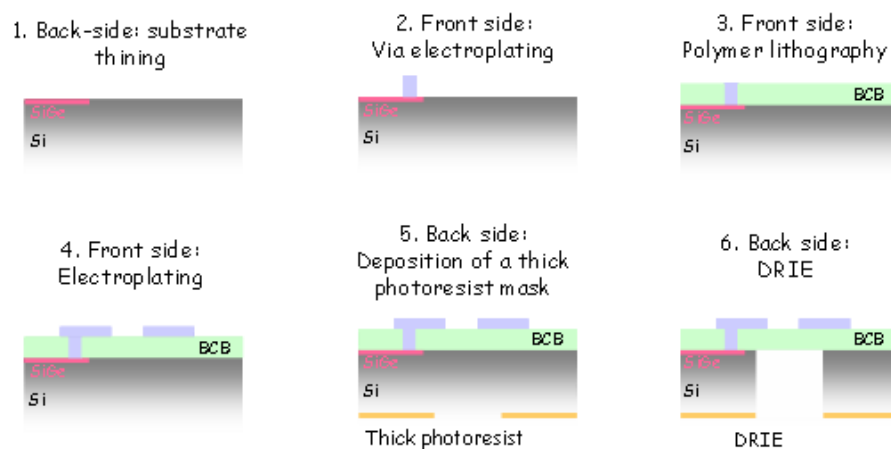 1. Back-side: substrate
thining
SiGe
Si
2. Front side:
Via electroplating
SiGe
Si
3. Front side:
Polymer lithography
BCB
SiGe
Si
4. Front side:
Electroplating
BCB
SiGe
Si
5. Back side:
Deposition of a thick
photoresist mask
BCB
SiGe
Si
Thick photoresist
6. Back side:
DRIE
BCB
SiGe
Si
DRIE